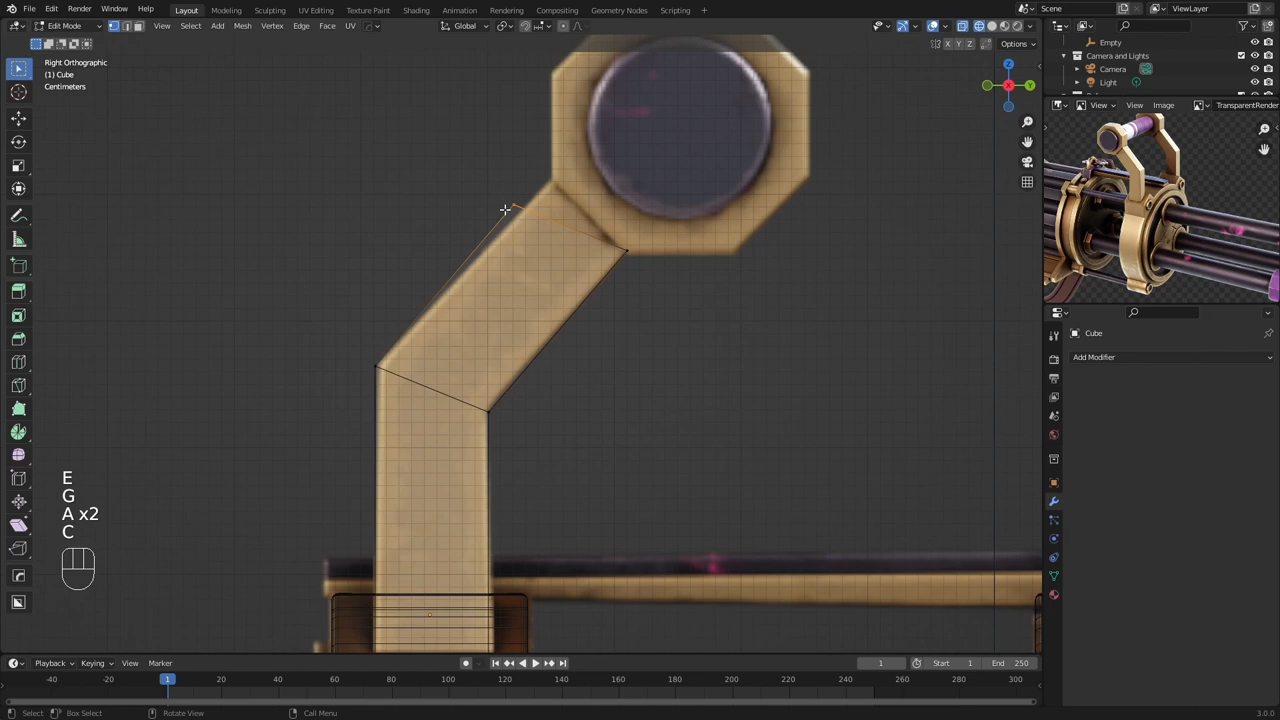 File Edit Render Window Help
Layout Modeling Sculpting UV Editing Texture Paint Shading Animation Rendering Compositing Geometry Nodes Scripting
Scene ViewLayer
Edit Mode View Select Add Mesh Vertex Edge Face UV Global
X Y Z Options
Right Orthographic
(1) Cube
Centimeters
Z
X
Y
Empty
Camera and Lights
Camera
Light
View View Image TransparentRender
Cube
Add Modifier
E
G
A x2
C
Playback Keying View Marker 1 Start 1 End 250
-40 -20 1 20 40 60 80 100 120 140 160 180 200 220 240 260 280 300
Select Box Select Rotate View Call Menu 3.0.0